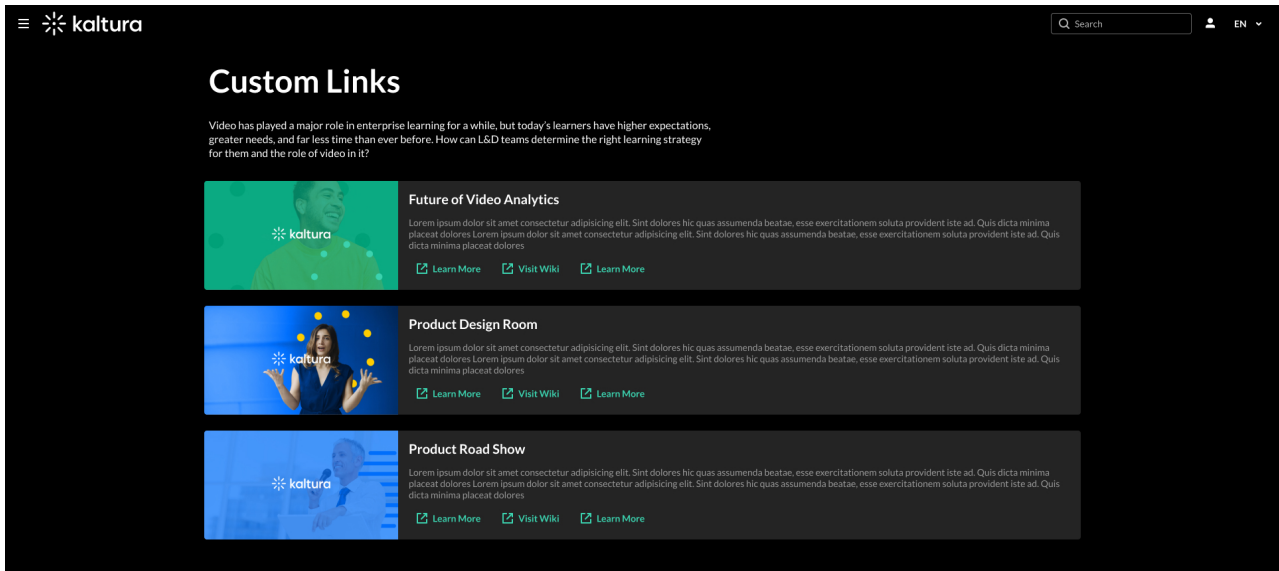 kaltura
Search
EN
Custom Links
Video has played a major role in enterprise learning for a while, but today's learners have higher expectations,
greater needs, and far less time than ever before. How can L&D teams determine the right learning strategy
for them and the role of video in it?
kaltura
Future of Video Analytics
Lorem ipsum dolor sit amet consectetur adipisicing elit. Sint dolores hic quas assumenda beatae, esse exercitationem soluta provident iste ad. Quis dicta minima
placeat dolores Lorem ipsum dolor sit amet consectetur adipisicing elit. Sint dolores hic quas assumenda beatae, esse exercitationem soluta provident iste ad. Quis
dicta minima placeat dolores
Learn More Visit Wiki Learn More
kaltura
Product Design Room
Lorem ipsum dolor sit amet consectetur adipisicing elit. Sint dolores hic quas assumenda beatae, esse exercitationem soluta provident iste ad. Quis dicta minima
placeat dolores Lorem ipsum dolor sit amet consectetur adipisicing elit. Sint dolores hic quas assumenda beatae, esse exercitationem soluta provident iste ad. Quis
dicta minima placeat dolores
Learn More Visit Wiki Learn More
kaltura
Product Road Show
Lorem ipsum dolor sit amet consectetur adipisicing elit. Sint dolores hic quas assumenda beatae, esse exercitationem soluta provident iste ad. Quis dicta minima
placeat dolores Lorem ipsum dolor sit amet consectetur adipisicing elit. Sint dolores hic quas assumenda beatae, esse exercitationem soluta provident iste ad. Quis
dicta minima placeat dolores
Learn More Visit Wiki Learn More